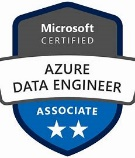 Microsoft
CERTIFIED
AZURE
DATA ENGINEER
ASSOCIATE